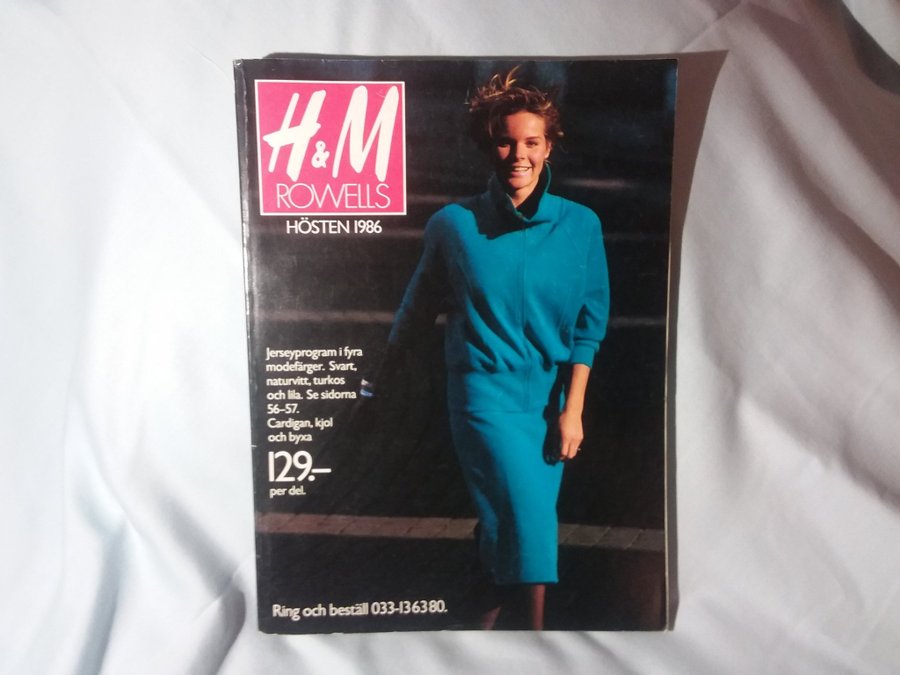 H&M
ROWELLS
HÖSTEN 1986
Jerseyprogram i fyra
modefärger. Svart,
naturvitt, turkos
och lila. Se sidorna
56–57.
Cardigan, kjol
och byxa
129.–
per del.
Ring och beställ 033-136380.